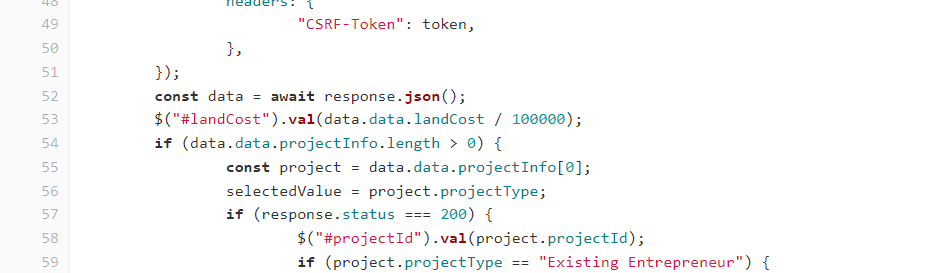 48 headers: {
49 "CSRF-Token": token,
50 },
51 });
52 const data = await response.json();
53 $("#landCost").val(data.data.landCost / 100000);
54 if (data.data.projectInfo.length > 0) {
55 const project = data.data.projectInfo[0];
56 selectedValue = project.projectType;
57 if (response.status === 200) {
58 $("#projectId").val(project.projectId);
59 if (project.projectType == "Existing Entrepreneur") {